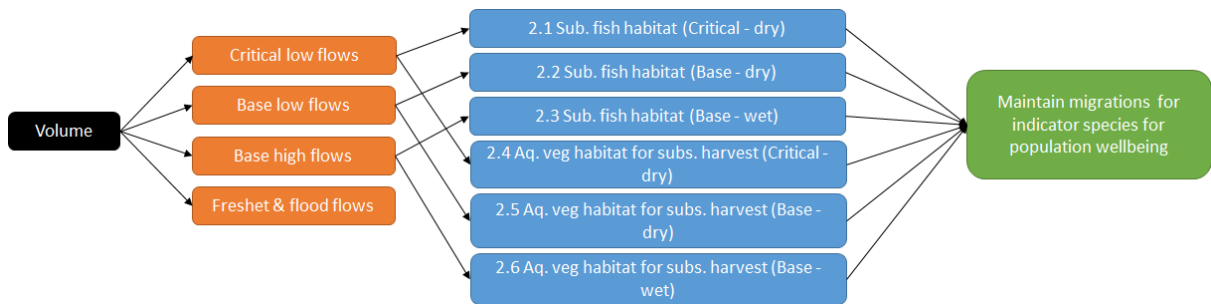 Volume
Critical low flows
Base low flows
Base high flows
Freshet & flood flows
2.1 Sub. fish habitat (Critical - dry)
2.2 Sub. fish habitat (Base - dry)
2.3 Sub. fish habitat (Base - wet)
2.4 Aq. veg habitat for subs. harvest (Critical -
dry)
2.5 Aq. veg habitat for subs. harvest (Base -
dry)
2.6 Aq. veg habitat for subs. harvest (Base -
wet)
Maintain migrations for
indicator species for
population wellbeing